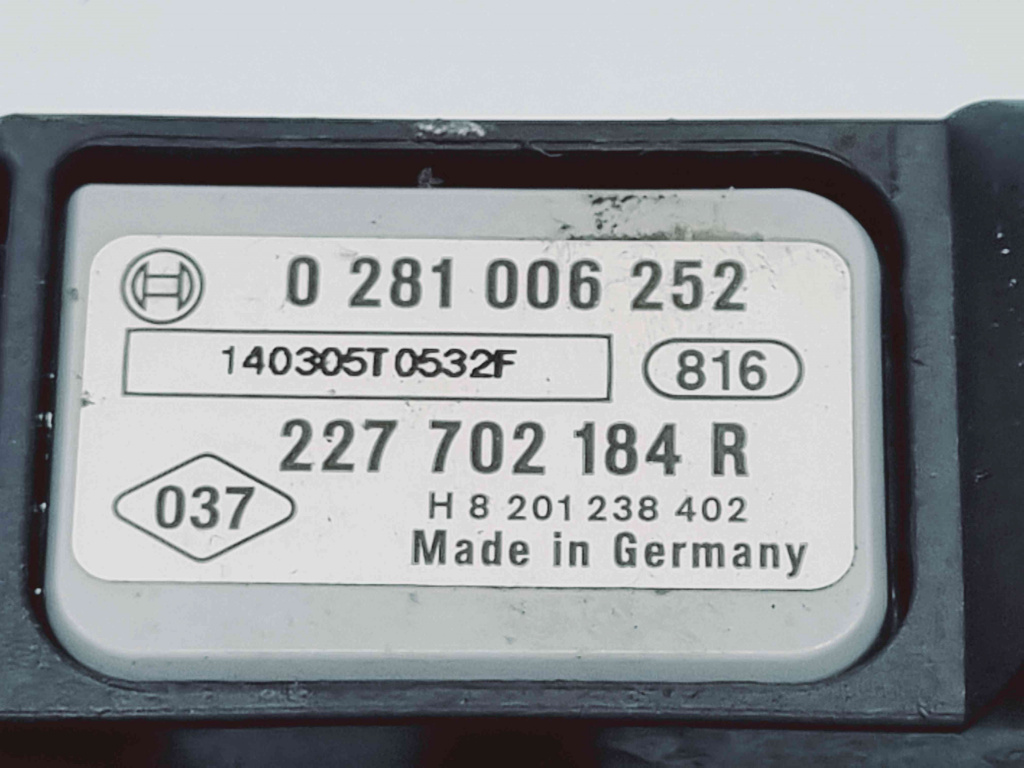 0 281 006 252
140305T0532F
816
227 702 184 R
037
H 8 201 238 402
Made in Germany